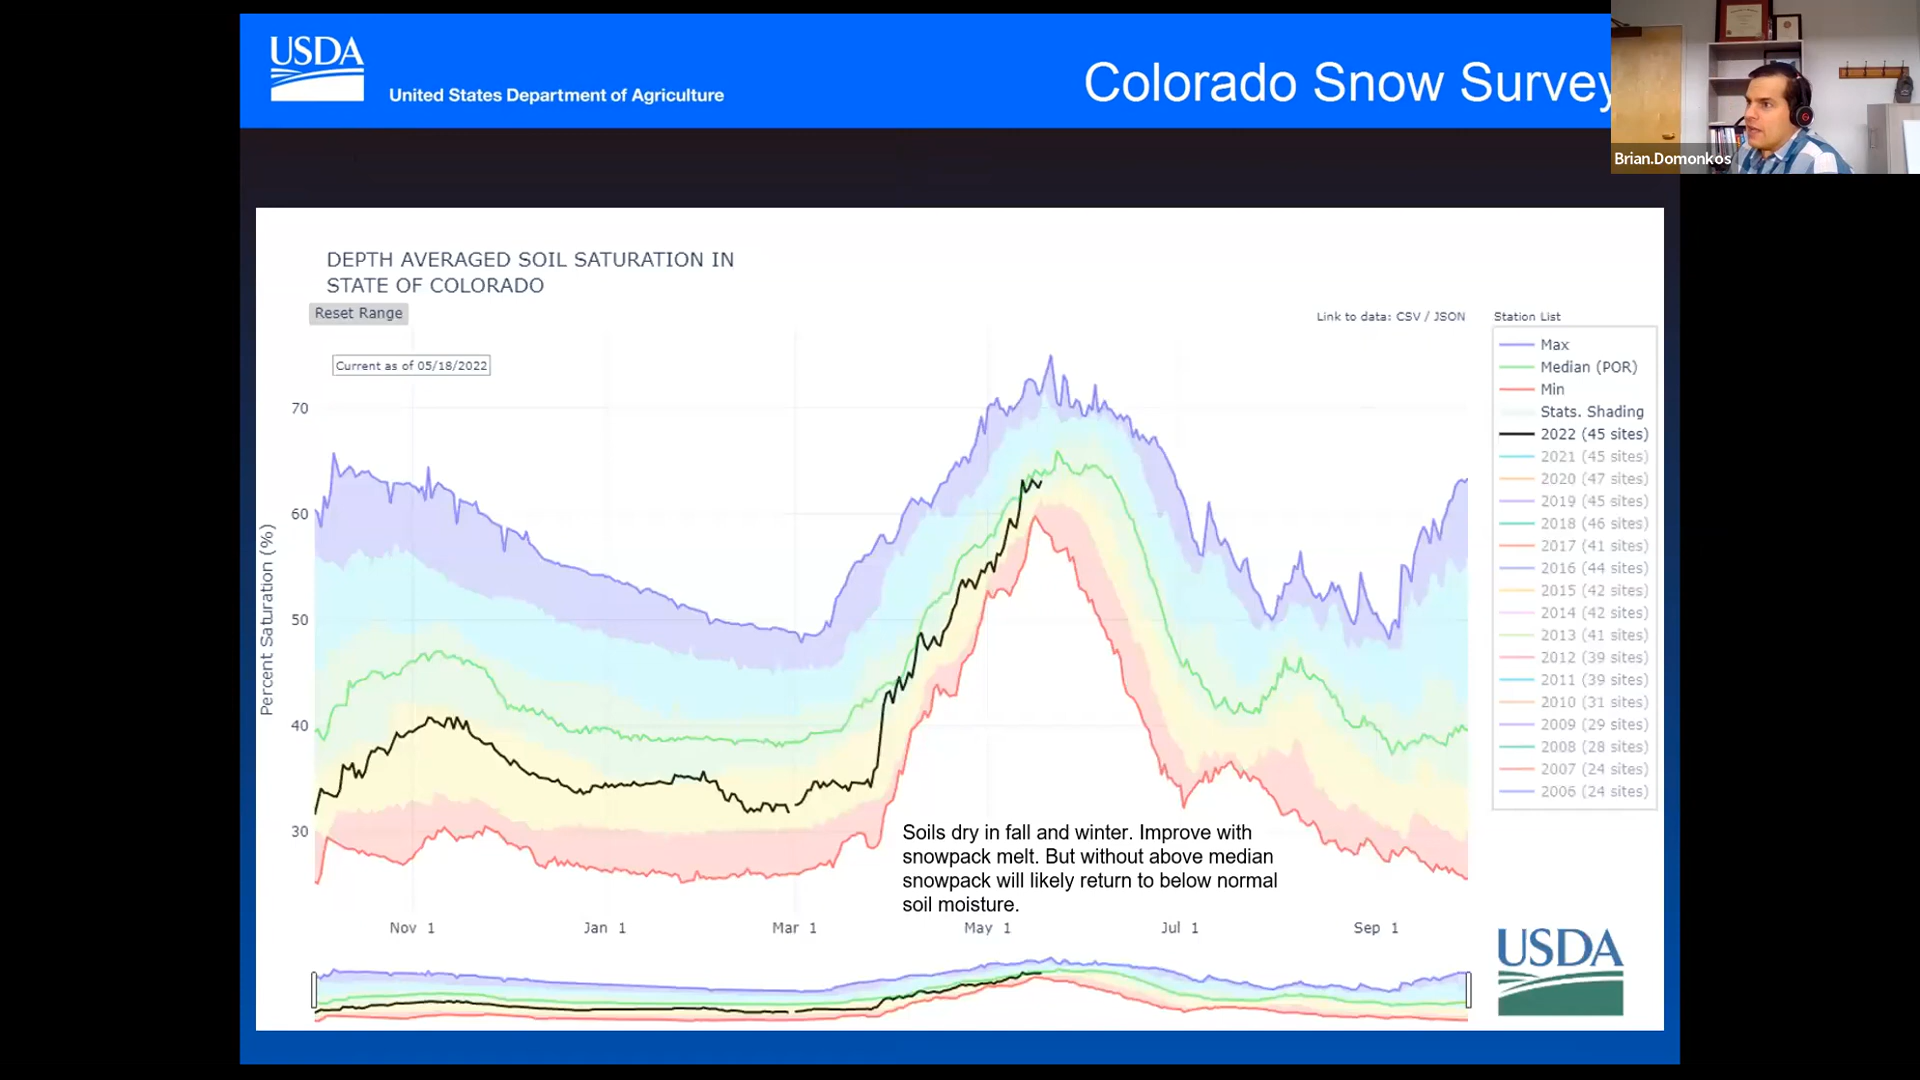 USDA
United States Department of Agriculture
Colorado Snow Survey
Brian.Domonkos
DEPTH AVERAGED SOIL SATURATION IN
STATE OF COLORADO
Reset Range
Link to data: CSV / JSON
Station List
Current as of 05/18/2022
Max
Median (POR)
Min
Stats. Shading
2022 (45 sites)
2021 (45 sites)
2020 (47 sites)
2019 (45 sites)
2018 (46 sites)
2017 (41 sites)
2016 (44 sites)
2015 (42 sites)
2014 (42 sites)
2013 (41 sites)
2012 (39 sites)
2011 (39 sites)
2010 (31 sites)
2009 (29 sites)
2008 (28 sites)
2007 (24 sites)
2006 (24 sites)
Percent Saturation (%)
70
60
50
40
30
Soils dry in fall and winter. Improve with
snowpack melt. But without above median
snowpack will likely return to below normal
soil moisture.
Nov 1
Jan 1
Mar 1
May 1
Jul 1
Sep 1
USDA